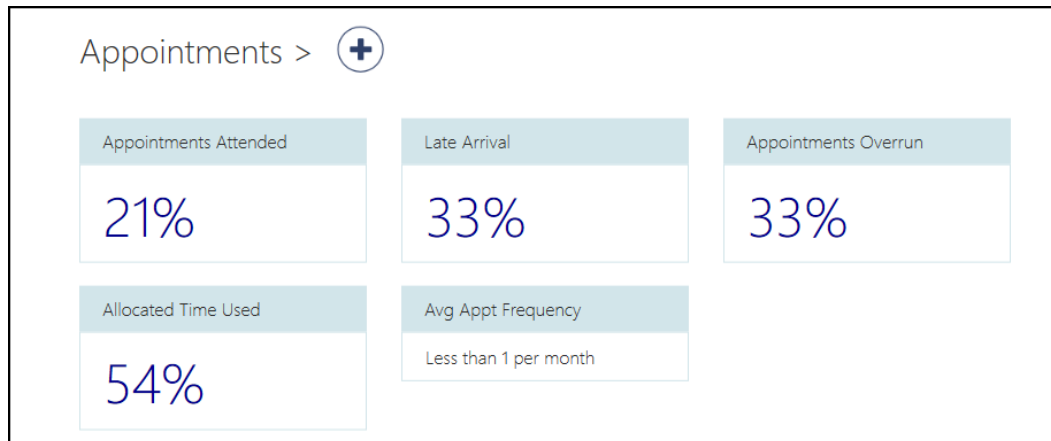 Appointments >
Appointments Attended
21%
Late Arrival
33%
Appointments Overrun
33%
Allocated Time Used
54%
Avg Appt Frequency
Less than 1 per month